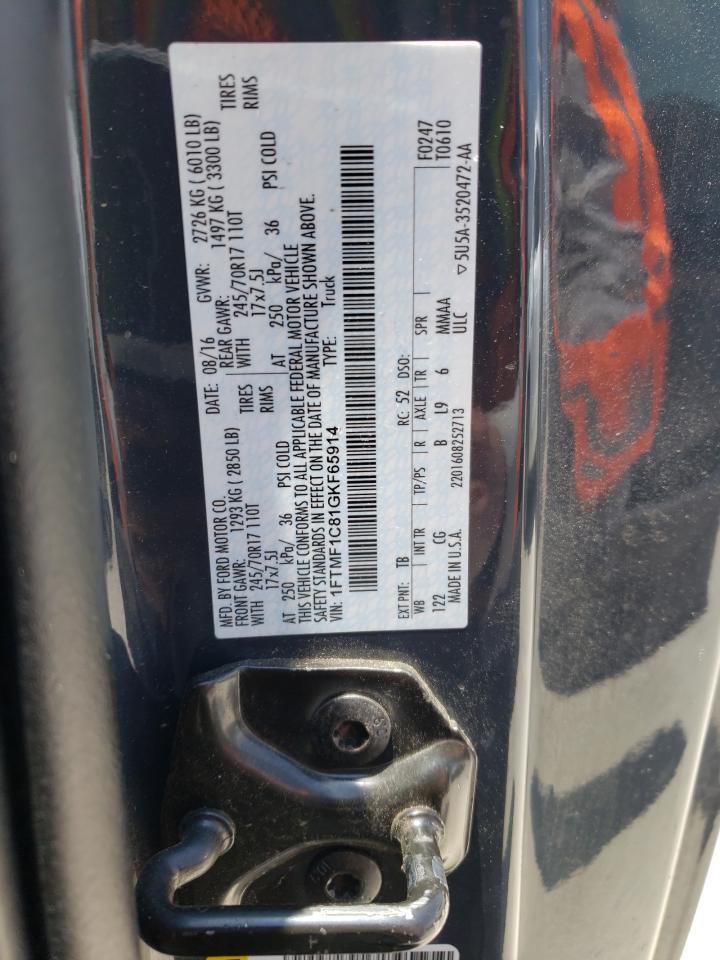 MFD. BY FORD MOTOR CO.
DATE: 08/16 GVWR: 2726 KG ( 6010 LB)
FRONT GAWR: 1293 KG ( 2850 LB) REAR GAWR: 1497 KG ( 3300 LB)
WITH 245/70R17 110T TIRES WITH 245/70R17 110T TIRES
17x7.5J RIMS 17x7.5J RIMS
AT 250 kPa/ 36 PSI COLD AT 250 kPa/ 36 PSI COLD
THIS VEHICLE CONFORMS TO ALL APPLICABLE FEDERAL MOTOR VEHICLE
SAFETY STANDARDS IN EFFECT ON THE DATE OF MANUFACTURE SHOWN ABOVE.
VIN: 1FTMF1C81GKF65914 TYPE: Truck
EXT PNT: TB RC: 52 DSO: F0247
WB INT TR TP/PS R AXLE TR SPR T0610
122 CG B L9 6 MMAA
MADE IN U.S.A. ULC
2201608252713 ▽5U5A-3520472-AA